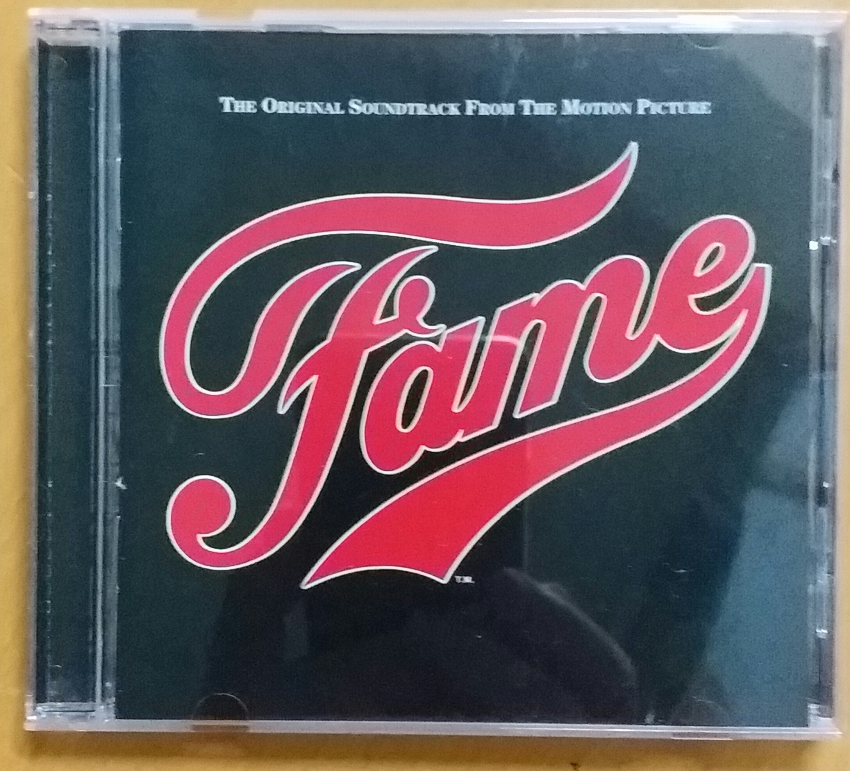 The Original Soundtrack From The Motion Picture
Fame
T.M.